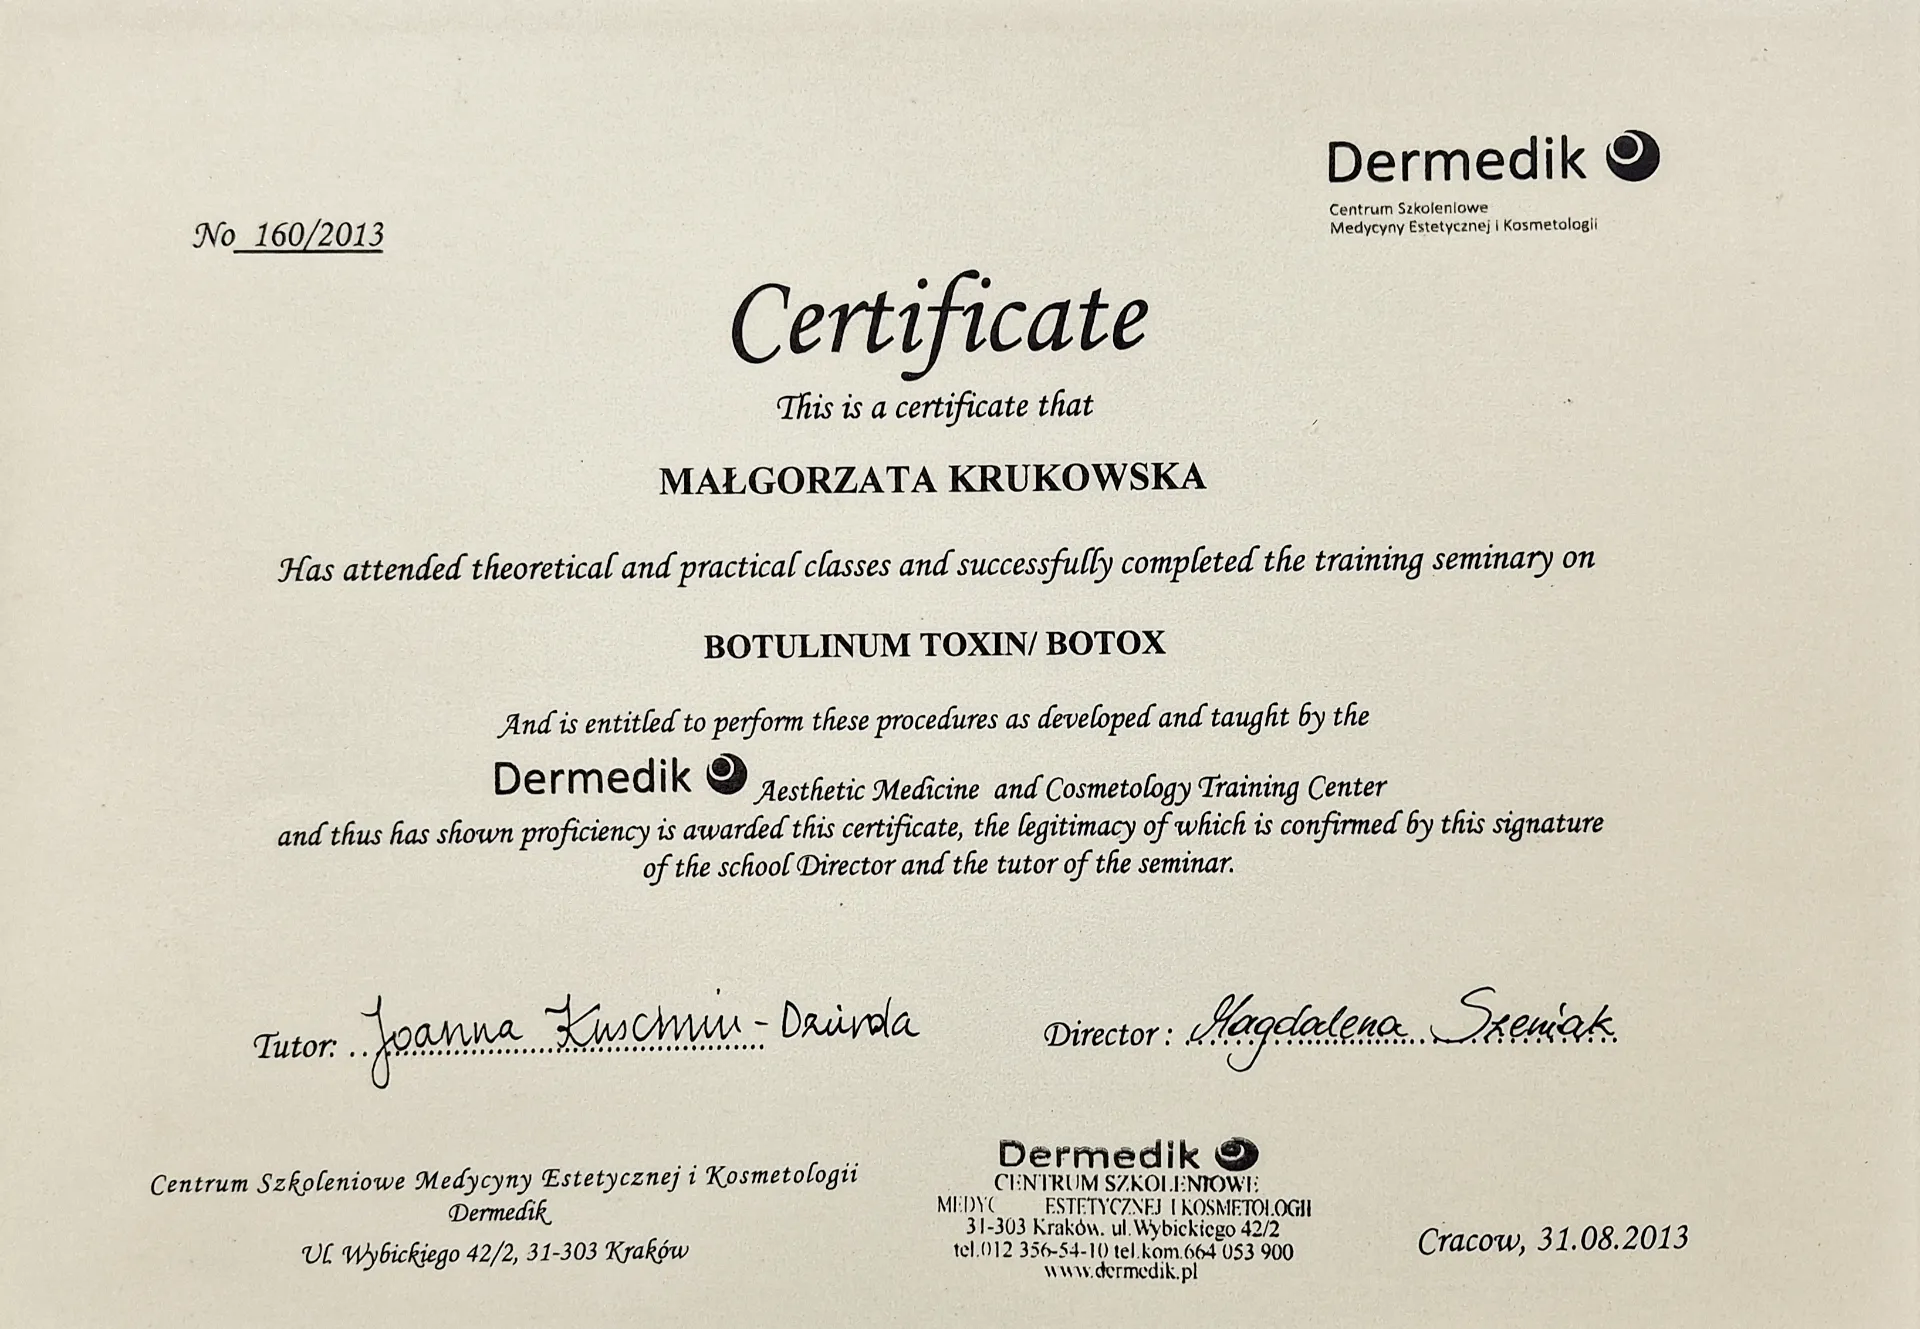 Dermedik
Centrum Szkoleniowe
Medycyny Estetycznej i Kosmetologii
No 160/2013
Certificate
This is a certificate that
MAŁGORZATA KRUKOWSKA
Has attended theoretical and practical classes and successfully completed the training seminary on
BOTULINUM TOXIN/ BOTOX
And is entitled to perform these procedures as developed and taught by the
Dermedik Aesthetic Medicine and Cosmetology Training Center
and thus has shown proficiency is awarded this certificate, the legitimacy of which is confirmed by this signature
of the school Director and the tutor of the seminar.
Tutor: Joanna
Director: Magdalena Szeniak
Centrum Szkoleniowe Medycyny Estetycznej i Kosmetologii
Dermedik
Ul. Wybickiego 42/2, 31-303 Kraków
Dermedik
CENTRUM SZKOLENIOWE
MEDYC ESTETYCZNEJ I KOSMETOLOGII
31-303 Kraków. ul.Wybickiego 42/2
tel.012 356-54-10 tel.kom.664 053 900
www.dermedik.pl
Cracow, 31.08.2013